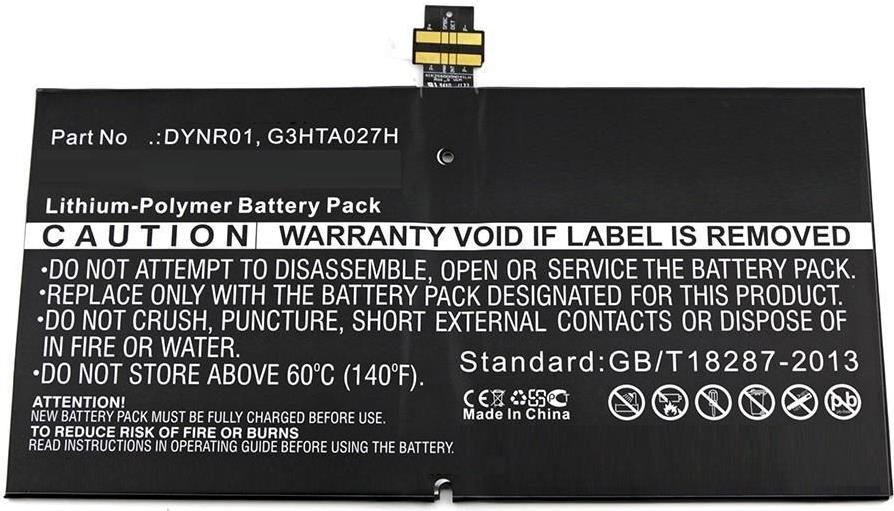 Part No .:DYNR01, G3HTA027H
Lithium-Polymer Battery Pack
CAUTION WARRANTY VOID IF LABEL IS REMOVED
•DO NOT ATTEMPT TO DISASSEMBLE, OPEN OR SERVICE THE BATTERY PACK.
•REPLACE ONLY WITH THE BATTERY PACK DESIGNATED FOR THIS PRODUCT.
•DO NOT CRUSH, PUNCTURE, SHORT EXTERNAL CONTACTS OR DISPOSE OF
IN FIRE OR WATER.
•DO NOT STORE ABOVE 60ºC (140ºF).
Standard:GB/T18287-2013
ATTENTION!
NEW BATTERY PACK MUST BE FULLY CHARGED BEFORE USE.
TO REDUCE RISK OF FIRE OR BURNS
READ INSTRUCTIONS IN OPERATING GUIDE BEFORE USING THE BATTERY.
CE
Made In China
Pb